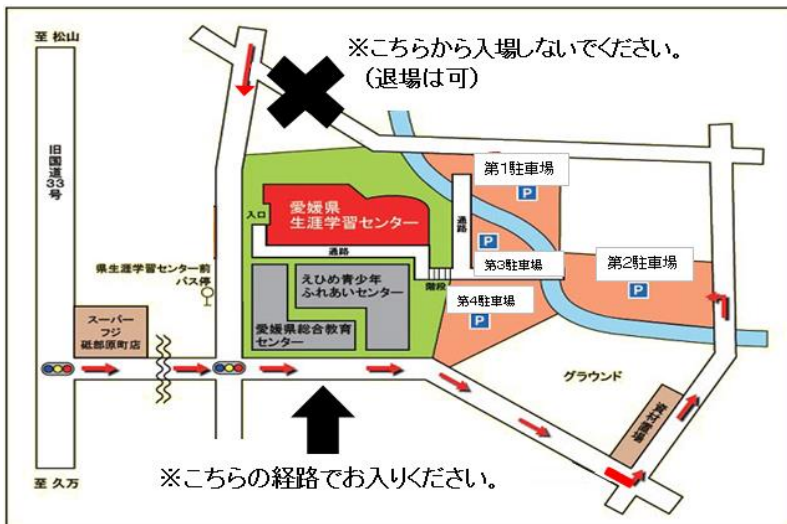 至 松山
※こちらから入場しないでください。
(退場は可)
旧国道33号
第1駐車場
P
入口
愛媛県
生涯学習センター
通路
通路
P
第3駐車場
第2駐車場
P
県生涯学習センター前
バス停
えひめ青少年
ふれあいセンター
階段
第4駐車場
P
スーパー
フジ
砥部原町店
愛媛県総合教育
センター
グラウンド
資材置場
※こちらの経路でお入りください。
至 久万